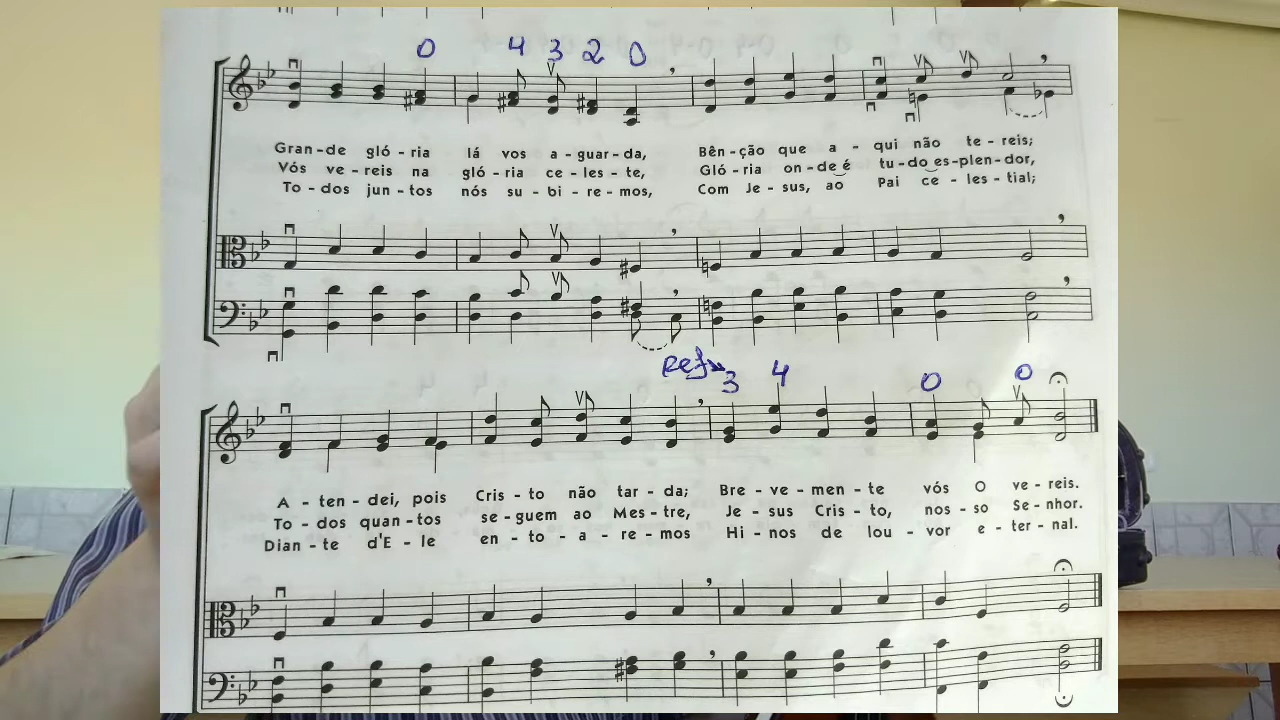 0 4 3 2 0
Gran - de gló - ria lá vos a - guar - da, Bên - ção que a - qui não te - reis;
Vós ve - reis na gló - ria ce - les - te, Gló - ria on - de é tu - do es - plen - dor,
To - dos jun - tos nós su - bi - re - mos, Com Je - sus, ao Pai ce - les - tial;
Ref 3 4 0 0
A - ten - dei, pois Cris - to não tar - da; Bre - ve - men - te vós O ve - reis.
To - dos quan - tos se - guem ao Mes - tre, Je - sus Cris - to, nos - so Se - nhor.
Dian - te d'E - le en - to - a - re - mos Hi - nos de lou - vor e - ter - nal.